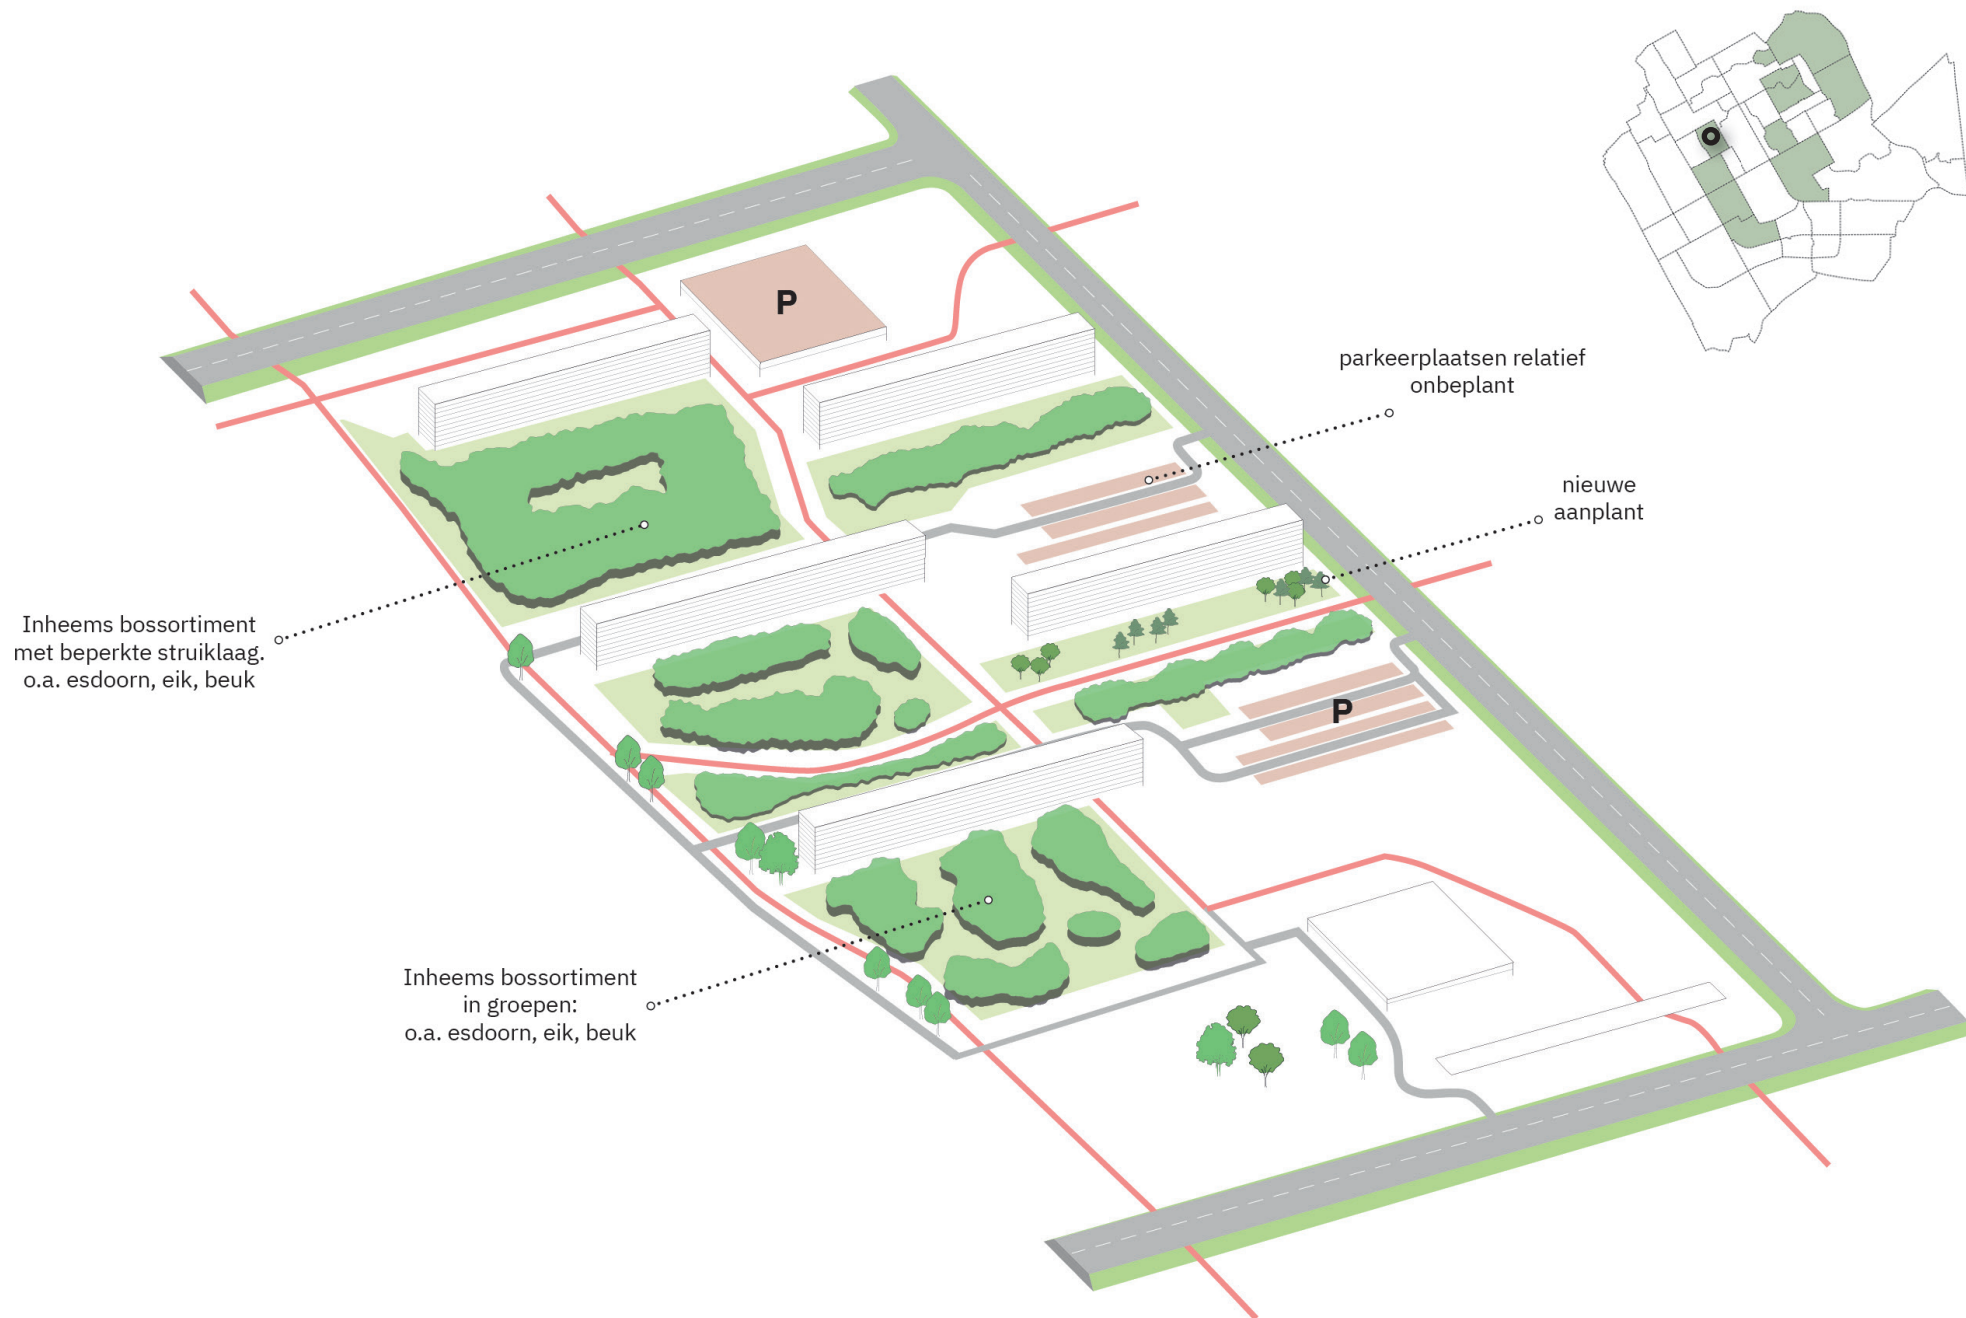 P
parkeerplaatsen relatief
onbeplant
nieuwe
aanplant
Inheems bossortiment
met beperkte struiklaag.
o.a. esdoorn, eik, beuk
P
Inheems bossortiment
in groepen:
o.a. esdoorn, eik, beuk